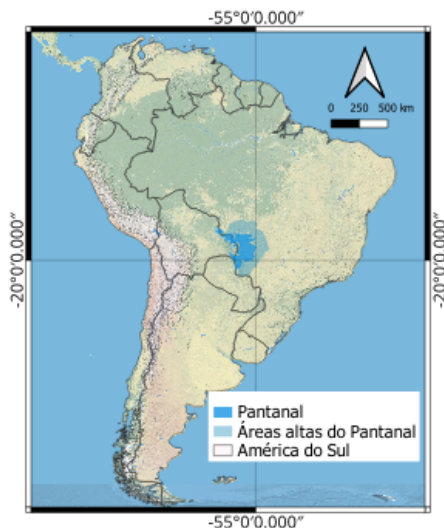 -55°0'0.000"
0 250 500 km
-20°0'0.000"
-20°0'0.000"
Pantanal
Áreas altas do Pantanal
América do Sul
-55°0'0.000"